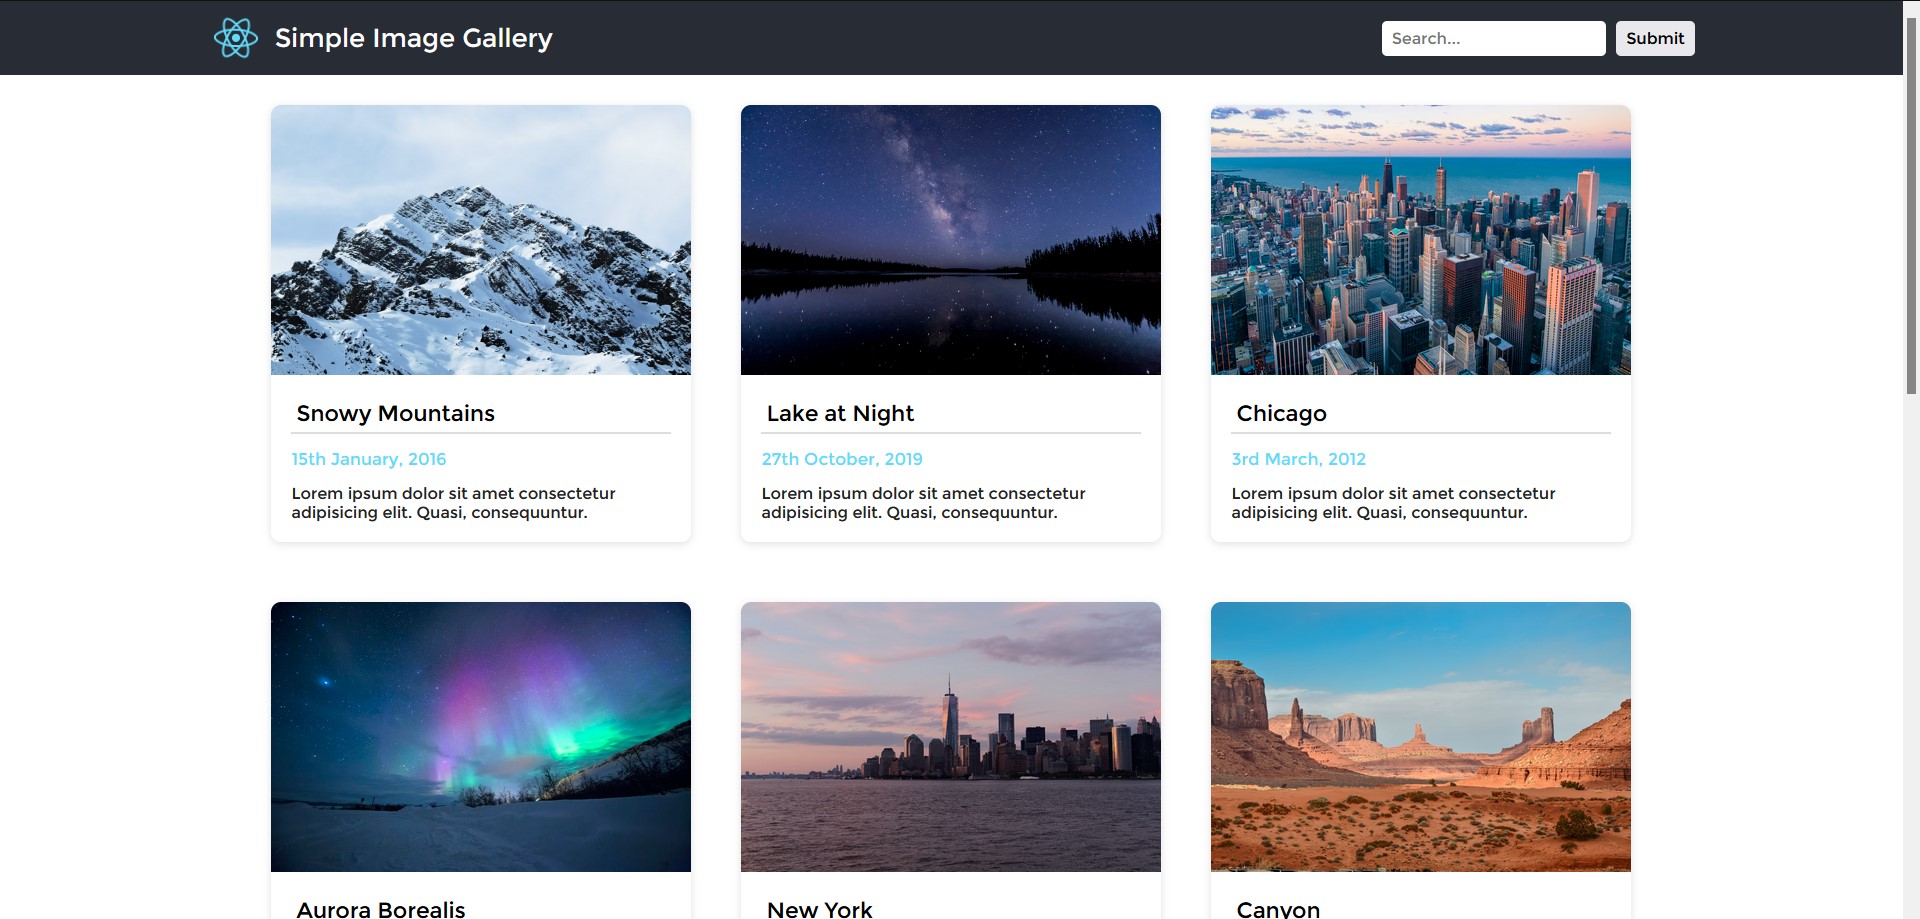 Simple Image Gallery
Search...
Submit
Snowy Mountains
15th January, 2016
Lorem ipsum dolor sit amet consectetur
adipisicing elit. Quasi, consequuntur.
Lake at Night
27th October, 2019
Lorem ipsum dolor sit amet consectetur
adipisicing elit. Quasi, consequuntur.
Chicago
3rd March, 2012
Lorem ipsum dolor sit amet consectetur
adipisicing elit. Quasi, consequuntur.
Aurora Borealis
New York
Canyon